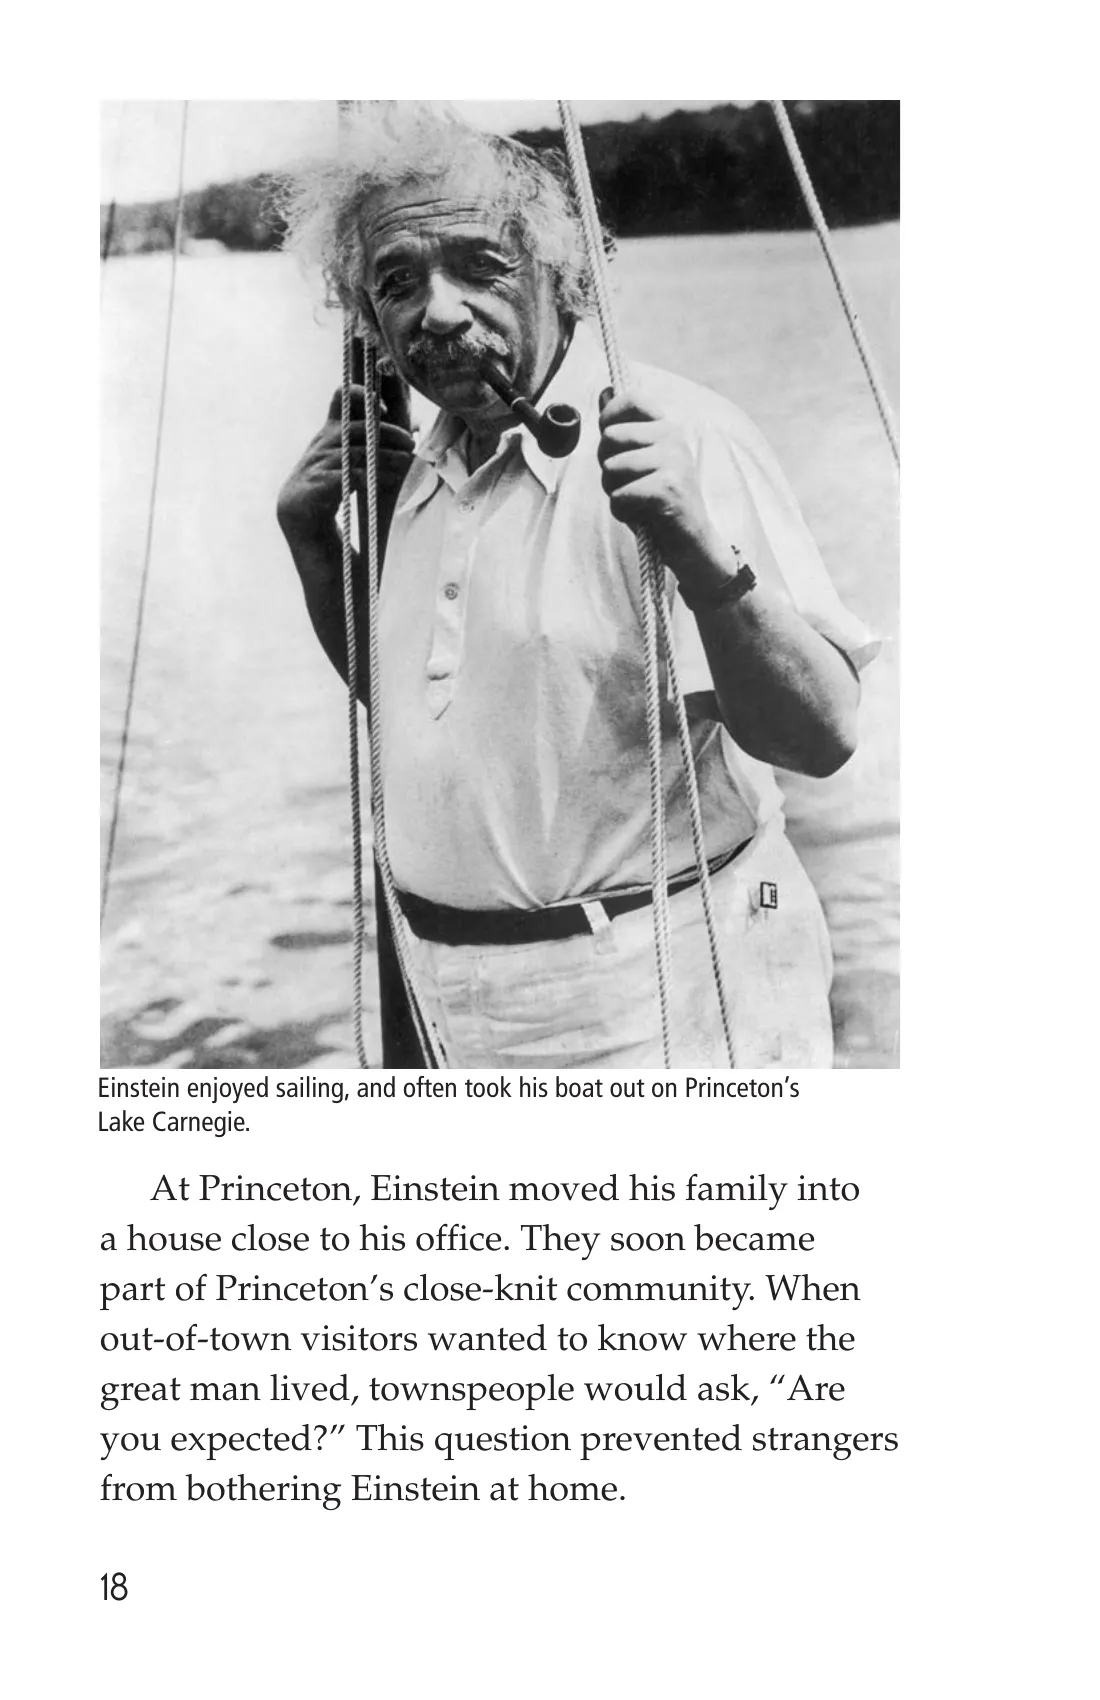 Einstein enjoyed sailing, and often took his boat out on Princeton’s
Lake Carnegie.
At Princeton, Einstein moved his family into
a house close to his office. They soon became
part of Princeton’s close-knit community. When
out-of-town visitors wanted to know where the
great man lived, townspeople would ask, “Are
you expected?” This question prevented strangers
from bothering Einstein at home.
18